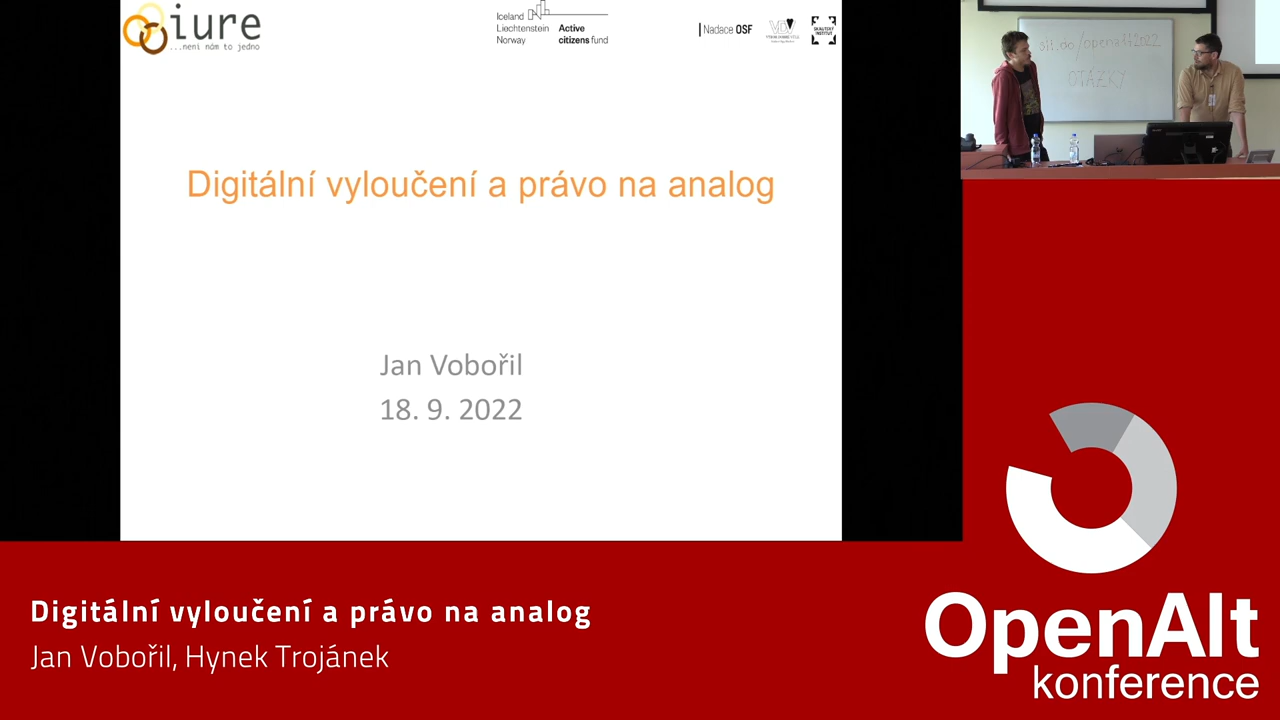 iure
...není nám to jedno
Iceland
Liechtenstein
Norway
Active
citizens fund
Nadace OSF
Digitální vyloučení a právo na analog
Jan Vobořil
18. 9. 2022
OTÁZKY
Digitální vyloučení a právo na analog
Jan Vobořil, Hynek Trojánek
OpenAlt
konference